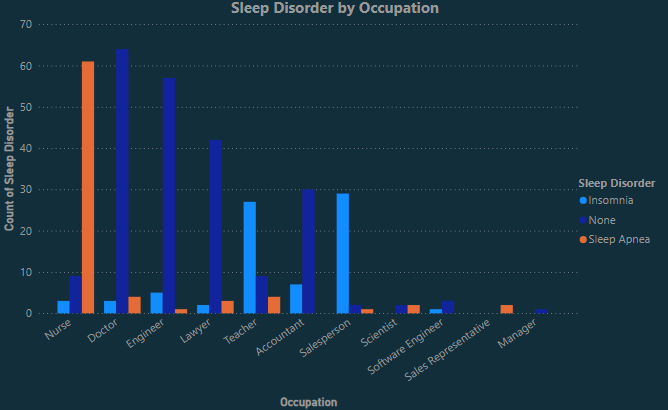 Sleep Disorder by Occupation
70
60
50
40
30
20
10
0
Count of Sleep Disorder
Nurse
Doctor
Engineer
Lawyer
Teacher
Accountant
Salesperson
Scientist
Software Engineer
Sales Representative
Manager
Occupation
Sleep Disorder
Insomnia
None
Sleep Apnea